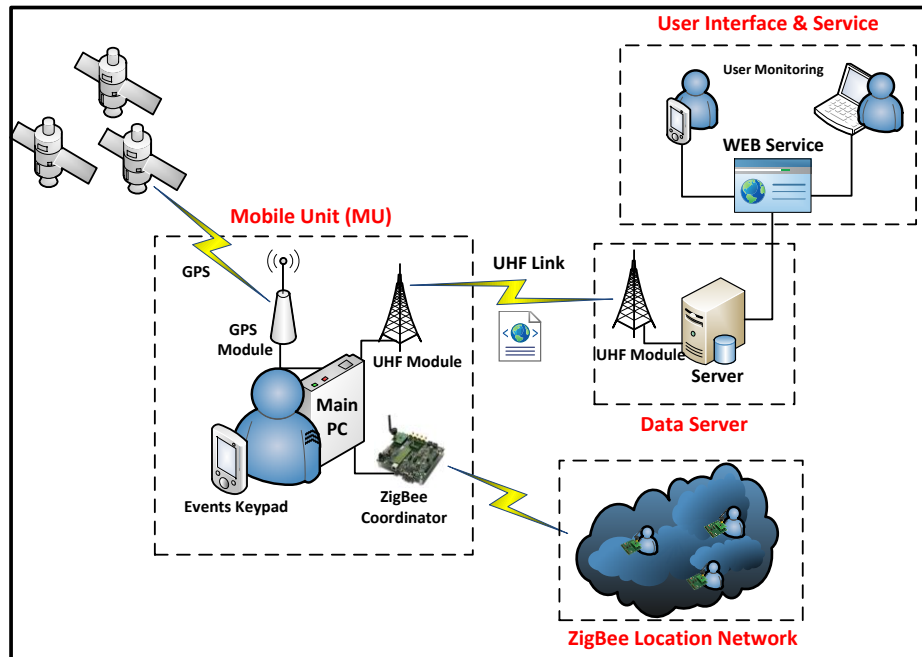 User Interface & Service
User Monitoring
WEB Service
Mobile Unit (MU)
GPS
UHF Link
GPS
Module
UHF Module
UHF Module
Server
Main
PC
Data Server
Events Keypad
ZigBee
Coordinator
ZigBee Location Network